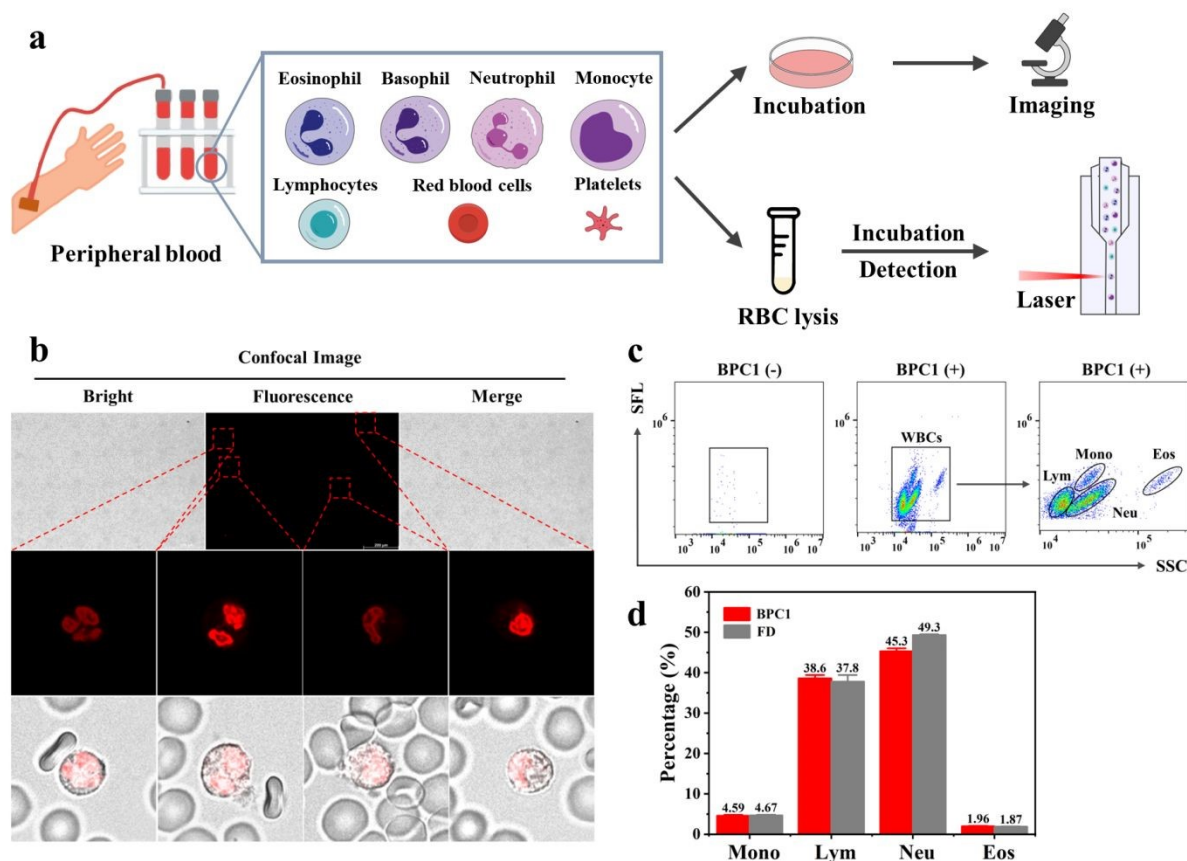 a
Eosinophil Basophil Neutrophil Monocyte
Lymphocytes Red blood cells Platelets
Peripheral blood
Incubation
Imaging
RBC lysis
Incubation
Detection
Laser
b
Confocal Image
Bright Fluorescence Merge
c
BPC1 (-) BPC1 (+) BPC1 (+)
SFL
10⁶ 10⁶ 10⁶
WBCs
Mono
Eos
Lym
Neu
10³ 10⁴ 10⁵ 10⁶ 10⁷
10³ 10⁴ 10⁵ 10⁶ 10⁷
10⁴ 10⁵
SSC
d
BPC1
FD
Percentage (%)
60
50
40
30
20
10
0
4.59 4.67
38.6 37.8
45.3 49.3
1.96 1.87
Mono Lym Neu Eos